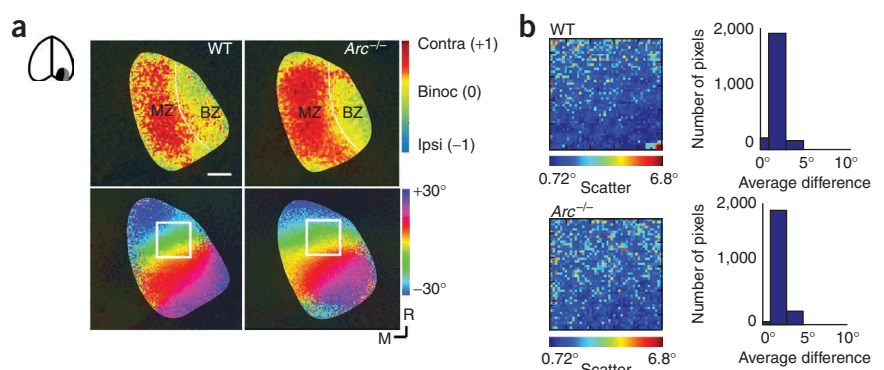 a
WT
Arc–/–
Contra (+1)
MZ
BZ
MZ
BZ
Binoc (0)
Ipsi (–1)
+30°
–30°
R
M
b
WT
0.72°
6.8°
Scatter
Number of pixels
2,000
1,000
0
0°
5°
10°
Average difference
Arc–/–
0.72°
6.8°
Scatter
Number of pixels
2,000
1,000
0
0°
5°
10°
Average difference